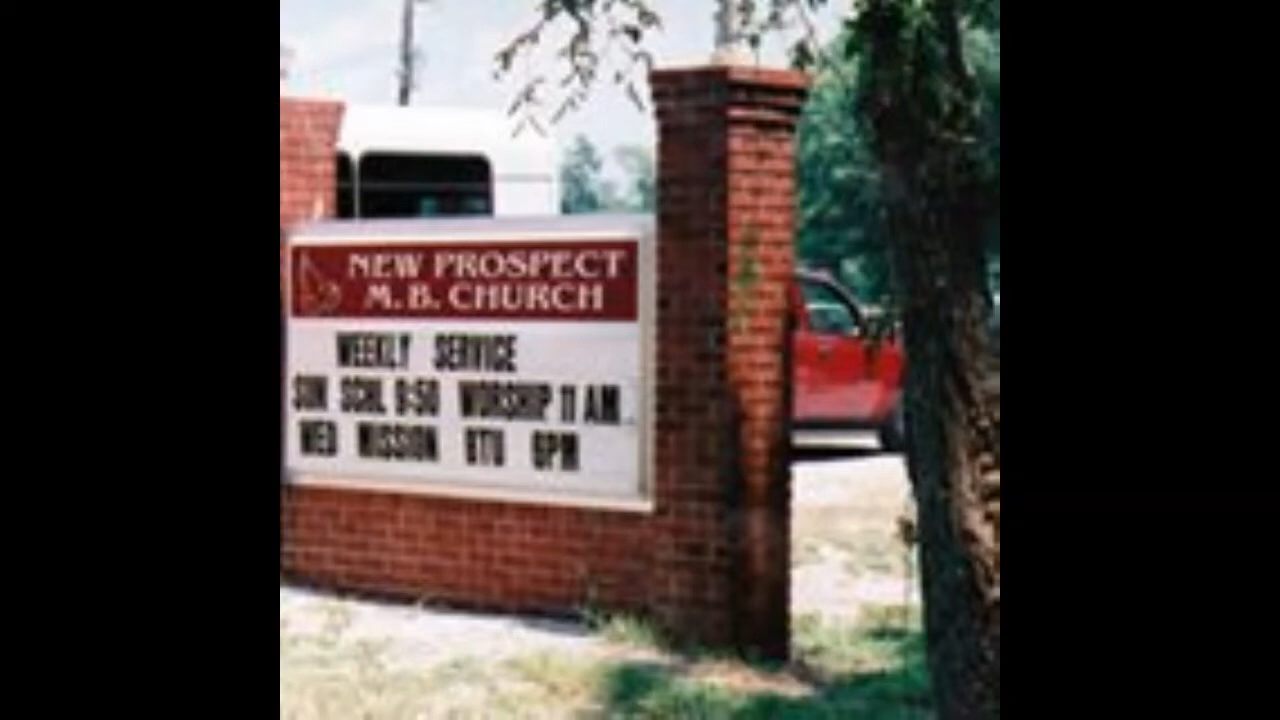 NEW PROSPECT
M. B. CHURCH
WEEKLY SERVICE
SUN SCHL 9:50 WORSHIP 11 AM
WED MISSION BTU 6PM